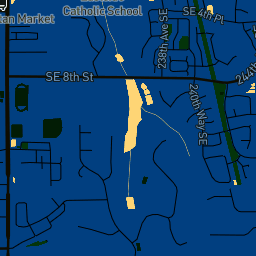 Catholic School
SE 4th Pl
238th Ave SE
an Market
SE 8th St
244th
240th Way SE